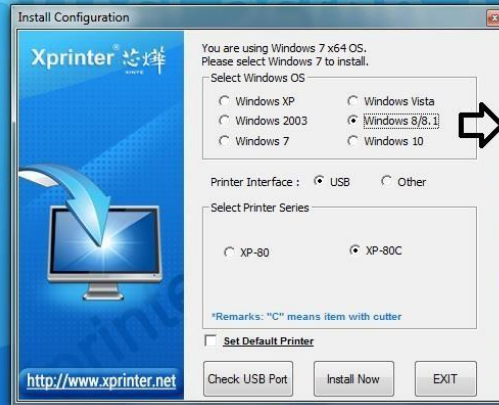 Install Configuration
Xprinter® 芯烨
XINTE
You are using Windows 7 x64 OS.
Please select Windows 7 to install.
Select Windows OS
Windows XP Windows Vista
Windows 2003 Windows 8/8.1
Windows 7 Windows 10
Printer Interface : USB Other
Select Printer Series
XP-80 XP-80C
*Remarks: "C" means item with cutter
Set Default Printer
http://www.xprinter.net
Check USB Port Install Now EXIT